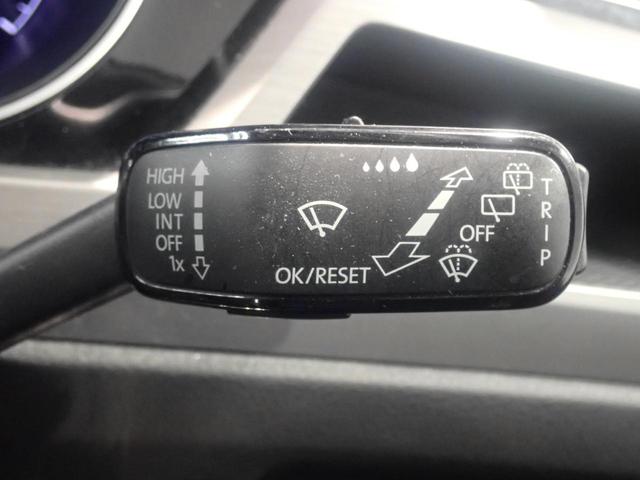 HIGH
LOW
INT
OFF
1x
OK/RESET
OFF
TRIP